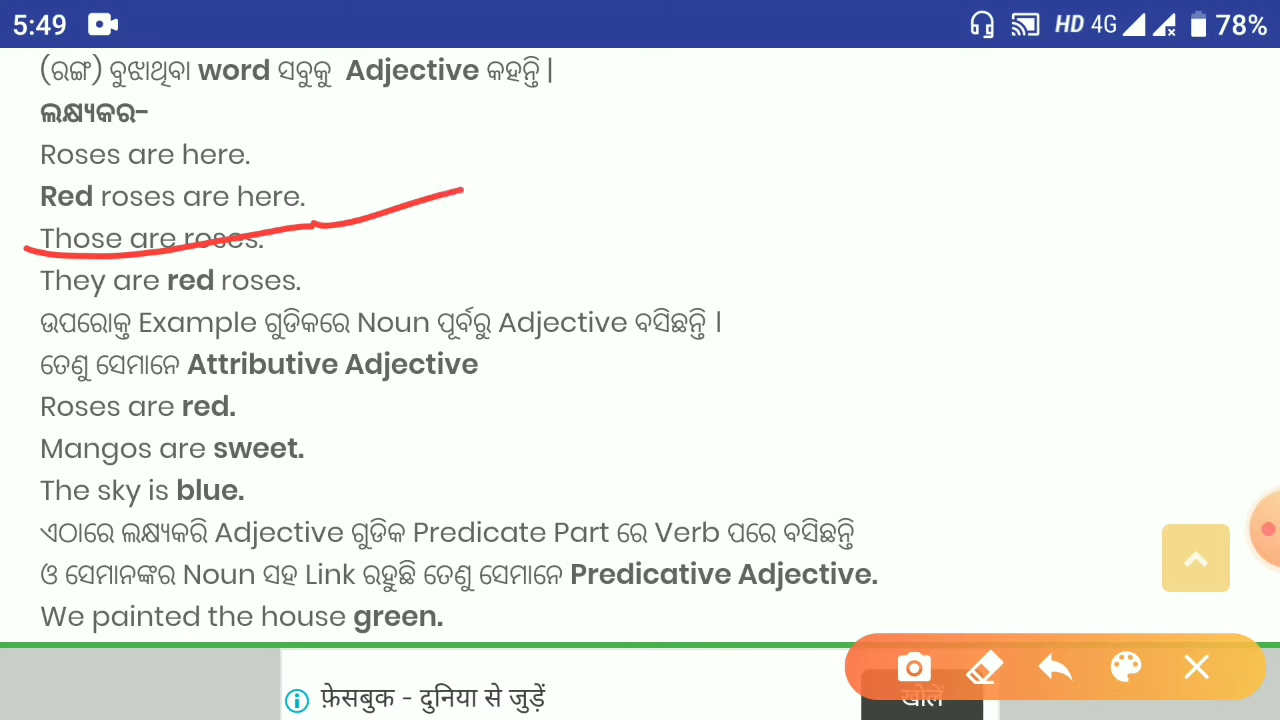 5:49 HD 4G 78%
(ରଙ୍ଗ) ବୁଝାଥିବା word ସବୁକୁ Adjective କହନ୍ତି |
ଲକ୍ଷ୍ୟକର-
Roses are here.
Red roses are here.
Those are roses.
They are red roses.
ଉପରୋକ୍ତ Example ଗୁଡିକରେ Noun ପୂର୍ବରୁ Adjective ବସିଛନ୍ତି ।
ତେଣୁ ସେମାନେ Attributive Adjective
Roses are red.
Mangos are sweet.
The sky is blue.
ଏଠାରେ ଲକ୍ଷ୍ୟକରି Adjective ଗୁଡିକ Predicate Part ରେ Verb ପରେ ବସିଛନ୍ତି
ଓ ସେମାନଙ୍କର Noun ସହ Link ରହୁଛି ତେଣୁ ସେମାନେ Predicative Adjective.
We painted the house green.
फ़ेसबुक - दुनिया से जुड़ें
खोलें